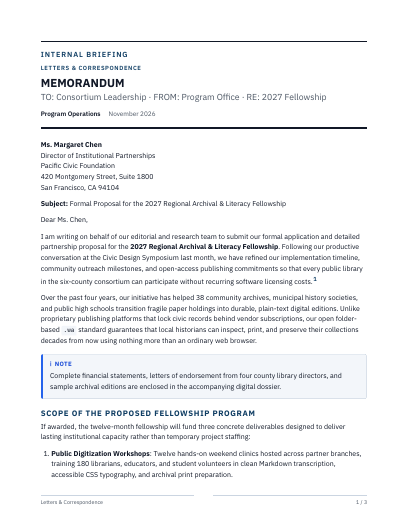 INTERNAL BRIEFING
LETTERS & CORRESPONDENCE
MEMORANDUM
TO: Consortium Leadership · FROM: Program Office · RE: 2027 Fellowship
Program Operations November 2026
Ms. Margaret Chen
Director of Institutional Partnerships
Pacific Civic Foundation
420 Montgomery Street, Suite 1800
San Francisco, CA 94104
Subject: Formal Proposal for the 2027 Regional Archival & Literacy Fellowship
Dear Ms. Chen,
I am writing on behalf of our editorial and research team to submit our formal application and detailed
partnership proposal for the 2027 Regional Archival & Literacy Fellowship. Following our productive
conversation at the Civic Design Symposium last month, we have refined our implementation timeline,
community outreach milestones, and open-access publishing commitments so that every public library
in the six-county consortium can participate without recurring software licensing costs.1
Over the past four years, our initiative has helped 38 community archives, municipal history societies,
and public high schools transition fragile paper holdings into durable, plain-text digital editions. Unlike
proprietary publishing platforms that lock civic records behind vendor subscriptions, our open folder-
based .wa standard guarantees that local historians can inspect, print, and preserve their collections
decades from now using nothing more than an ordinary web browser.
i NOTE
Complete financial statements, letters of endorsement from four county library directors, and
sample archival editions are enclosed in the accompanying digital dossier.
SCOPE OF THE PROPOSED FELLOWSHIP PROGRAM
If awarded, the twelve-month fellowship will fund three concrete deliverables designed to deliver
lasting institutional capacity rather than temporary project staffing:
1. Public Digitization Workshops: Twelve hands-on weekend clinics hosted across partner branches,
training 180 librarians, educators, and student volunteers in clean Markdown transcription,
accessible CSS typography, and archival print preparation.
Letters & Correspondence 1 / 3